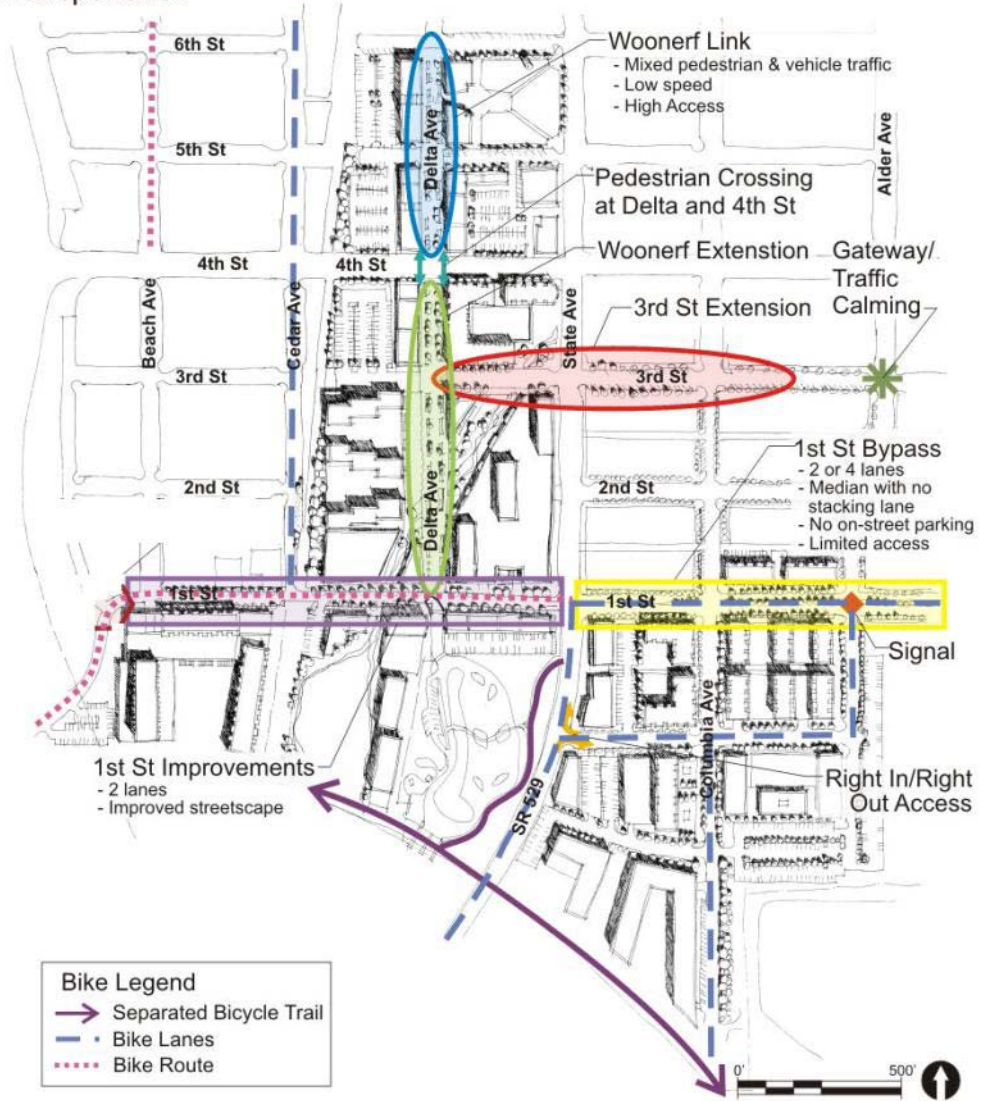 6th St
Woonerf Link
- Mixed pedestrian & vehicle traffic
- Low speed
- High Access
Delta Ave
Alder Ave
5th St
Pedestrian Crossing
at Delta and 4th St
4th St
4th St
Woonerf Extenstion
Gateway/
Traffic
Calming
Beach Ave
Cedar Ave
State Ave
3rd St Extension
3rd St
3rd St
1st St Bypass
- 2 or 4 lanes
- Median with no
stacking lane
- No on-street parking
- Limited access
2nd St
Delta Ave
2nd St
1st St
1st St
Signal
Columbia Ave
1st St Improvements
- 2 lanes
- Improved streetscape
SR 529
Right In/Right
Out Access
Bike Legend
Separated Bicycle Trail
Bike Lanes
Bike Route
0'
500'